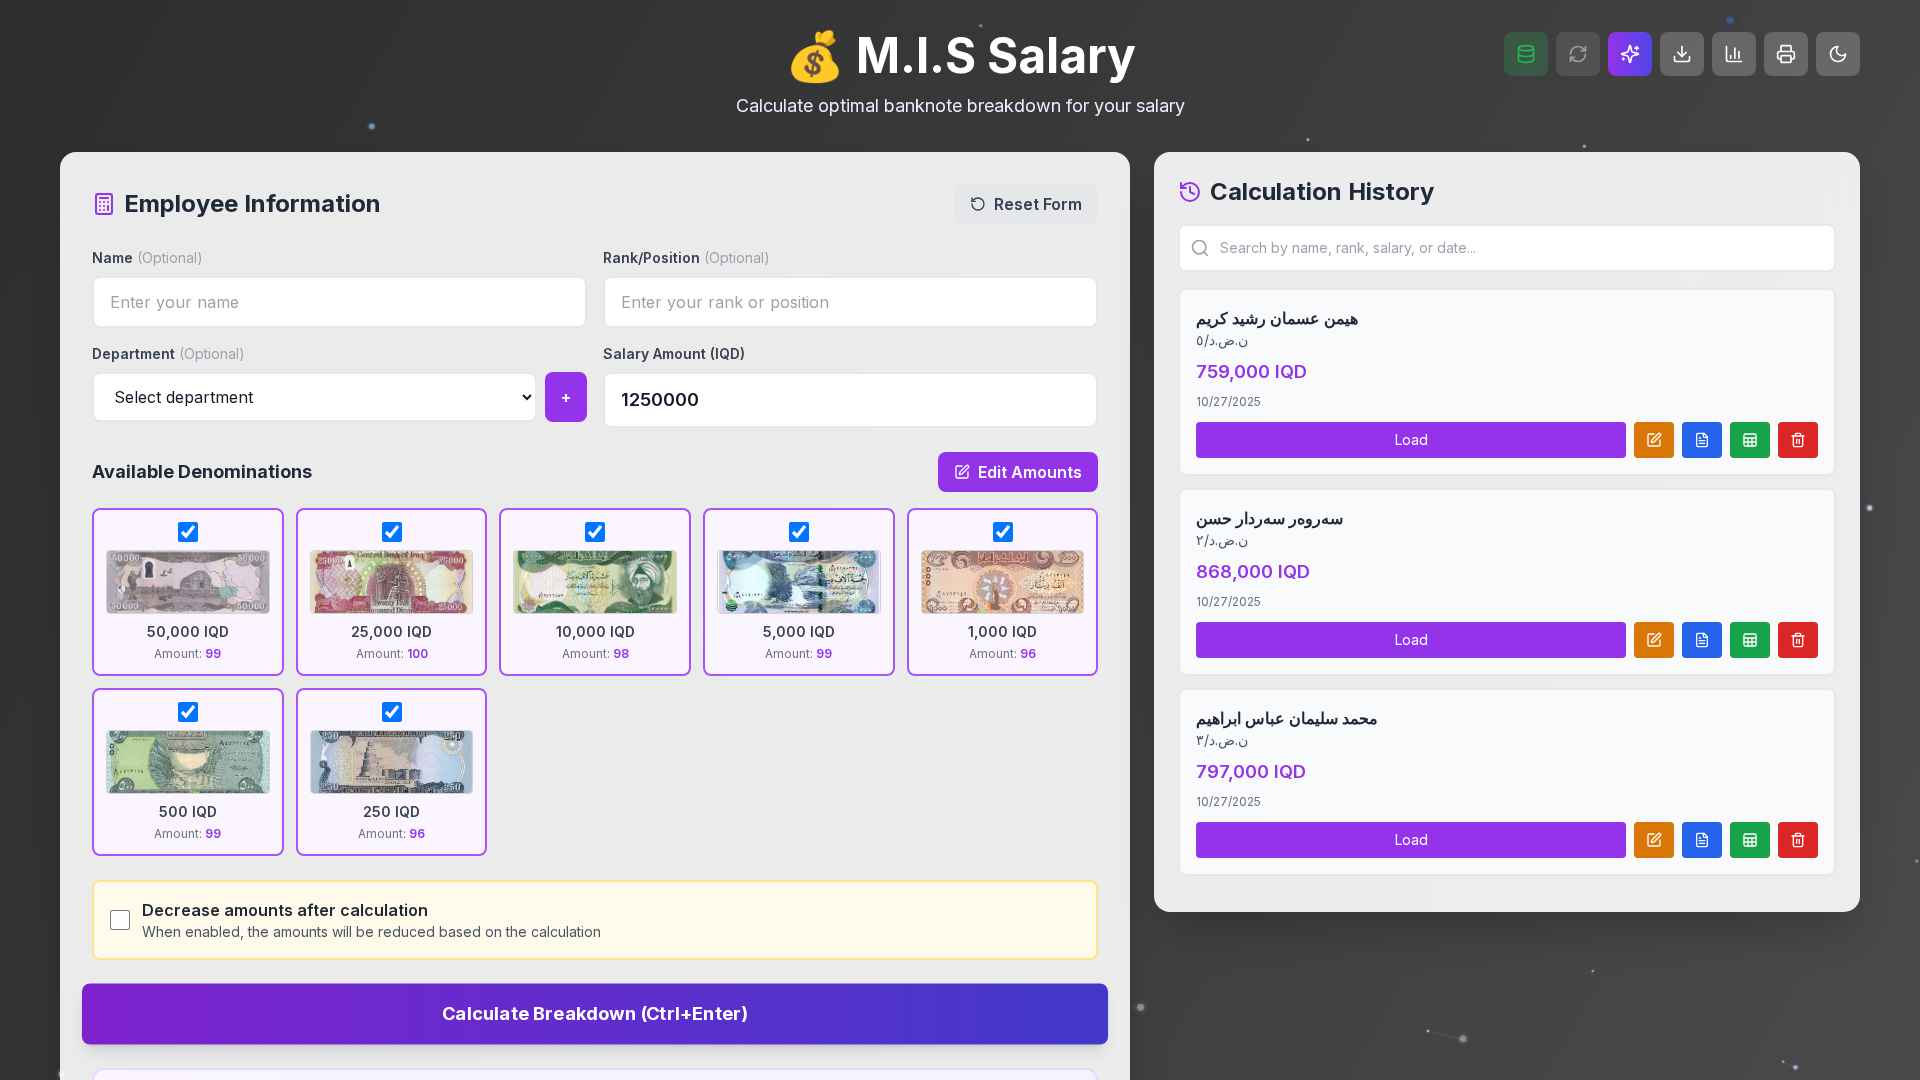 💰 M.I.S Salary
Calculate optimal banknote breakdown for your salary
Employee Information
Reset Form
Name (Optional)
Rank/Position (Optional)
Enter your name
Enter your rank or position
Department (Optional)
Salary Amount (IQD)
Select department
+
1250000
Available Denominations
Edit Amounts
50,000 IQD
Amount: 99
25,000 IQD
Amount: 100
10,000 IQD
Amount: 98
5,000 IQD
Amount: 99
1,000 IQD
Amount: 96
500 IQD
Amount: 99
250 IQD
Amount: 96
Decrease amounts after calculation
When enabled, the amounts will be reduced based on the calculation
Calculate Breakdown (Ctrl+Enter)
Calculation History
Search by name, rank, salary, or date...
هیمن عسمان رشید کریم
ن.ض.د/٥
759,000 IQD
10/27/2025
Load
سەروەر سەردار حسن
ن.ض.د/٢
868,000 IQD
10/27/2025
Load
محمد سلیمان عباس ابراهیم
ن.ض.د/٣
797,000 IQD
10/27/2025
Load